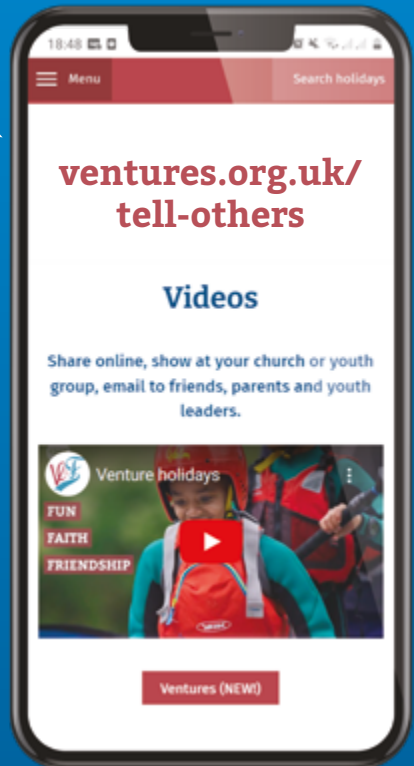 18:48
Menu
Search holidays
ventures.org.uk/
tell-others
Videos
Share online, show at your church or youth
group, email to friends, parents and youth
leaders.
Venture holidays
FUN
FAITH
FRIENDSHIP
Ventures (NEW!)